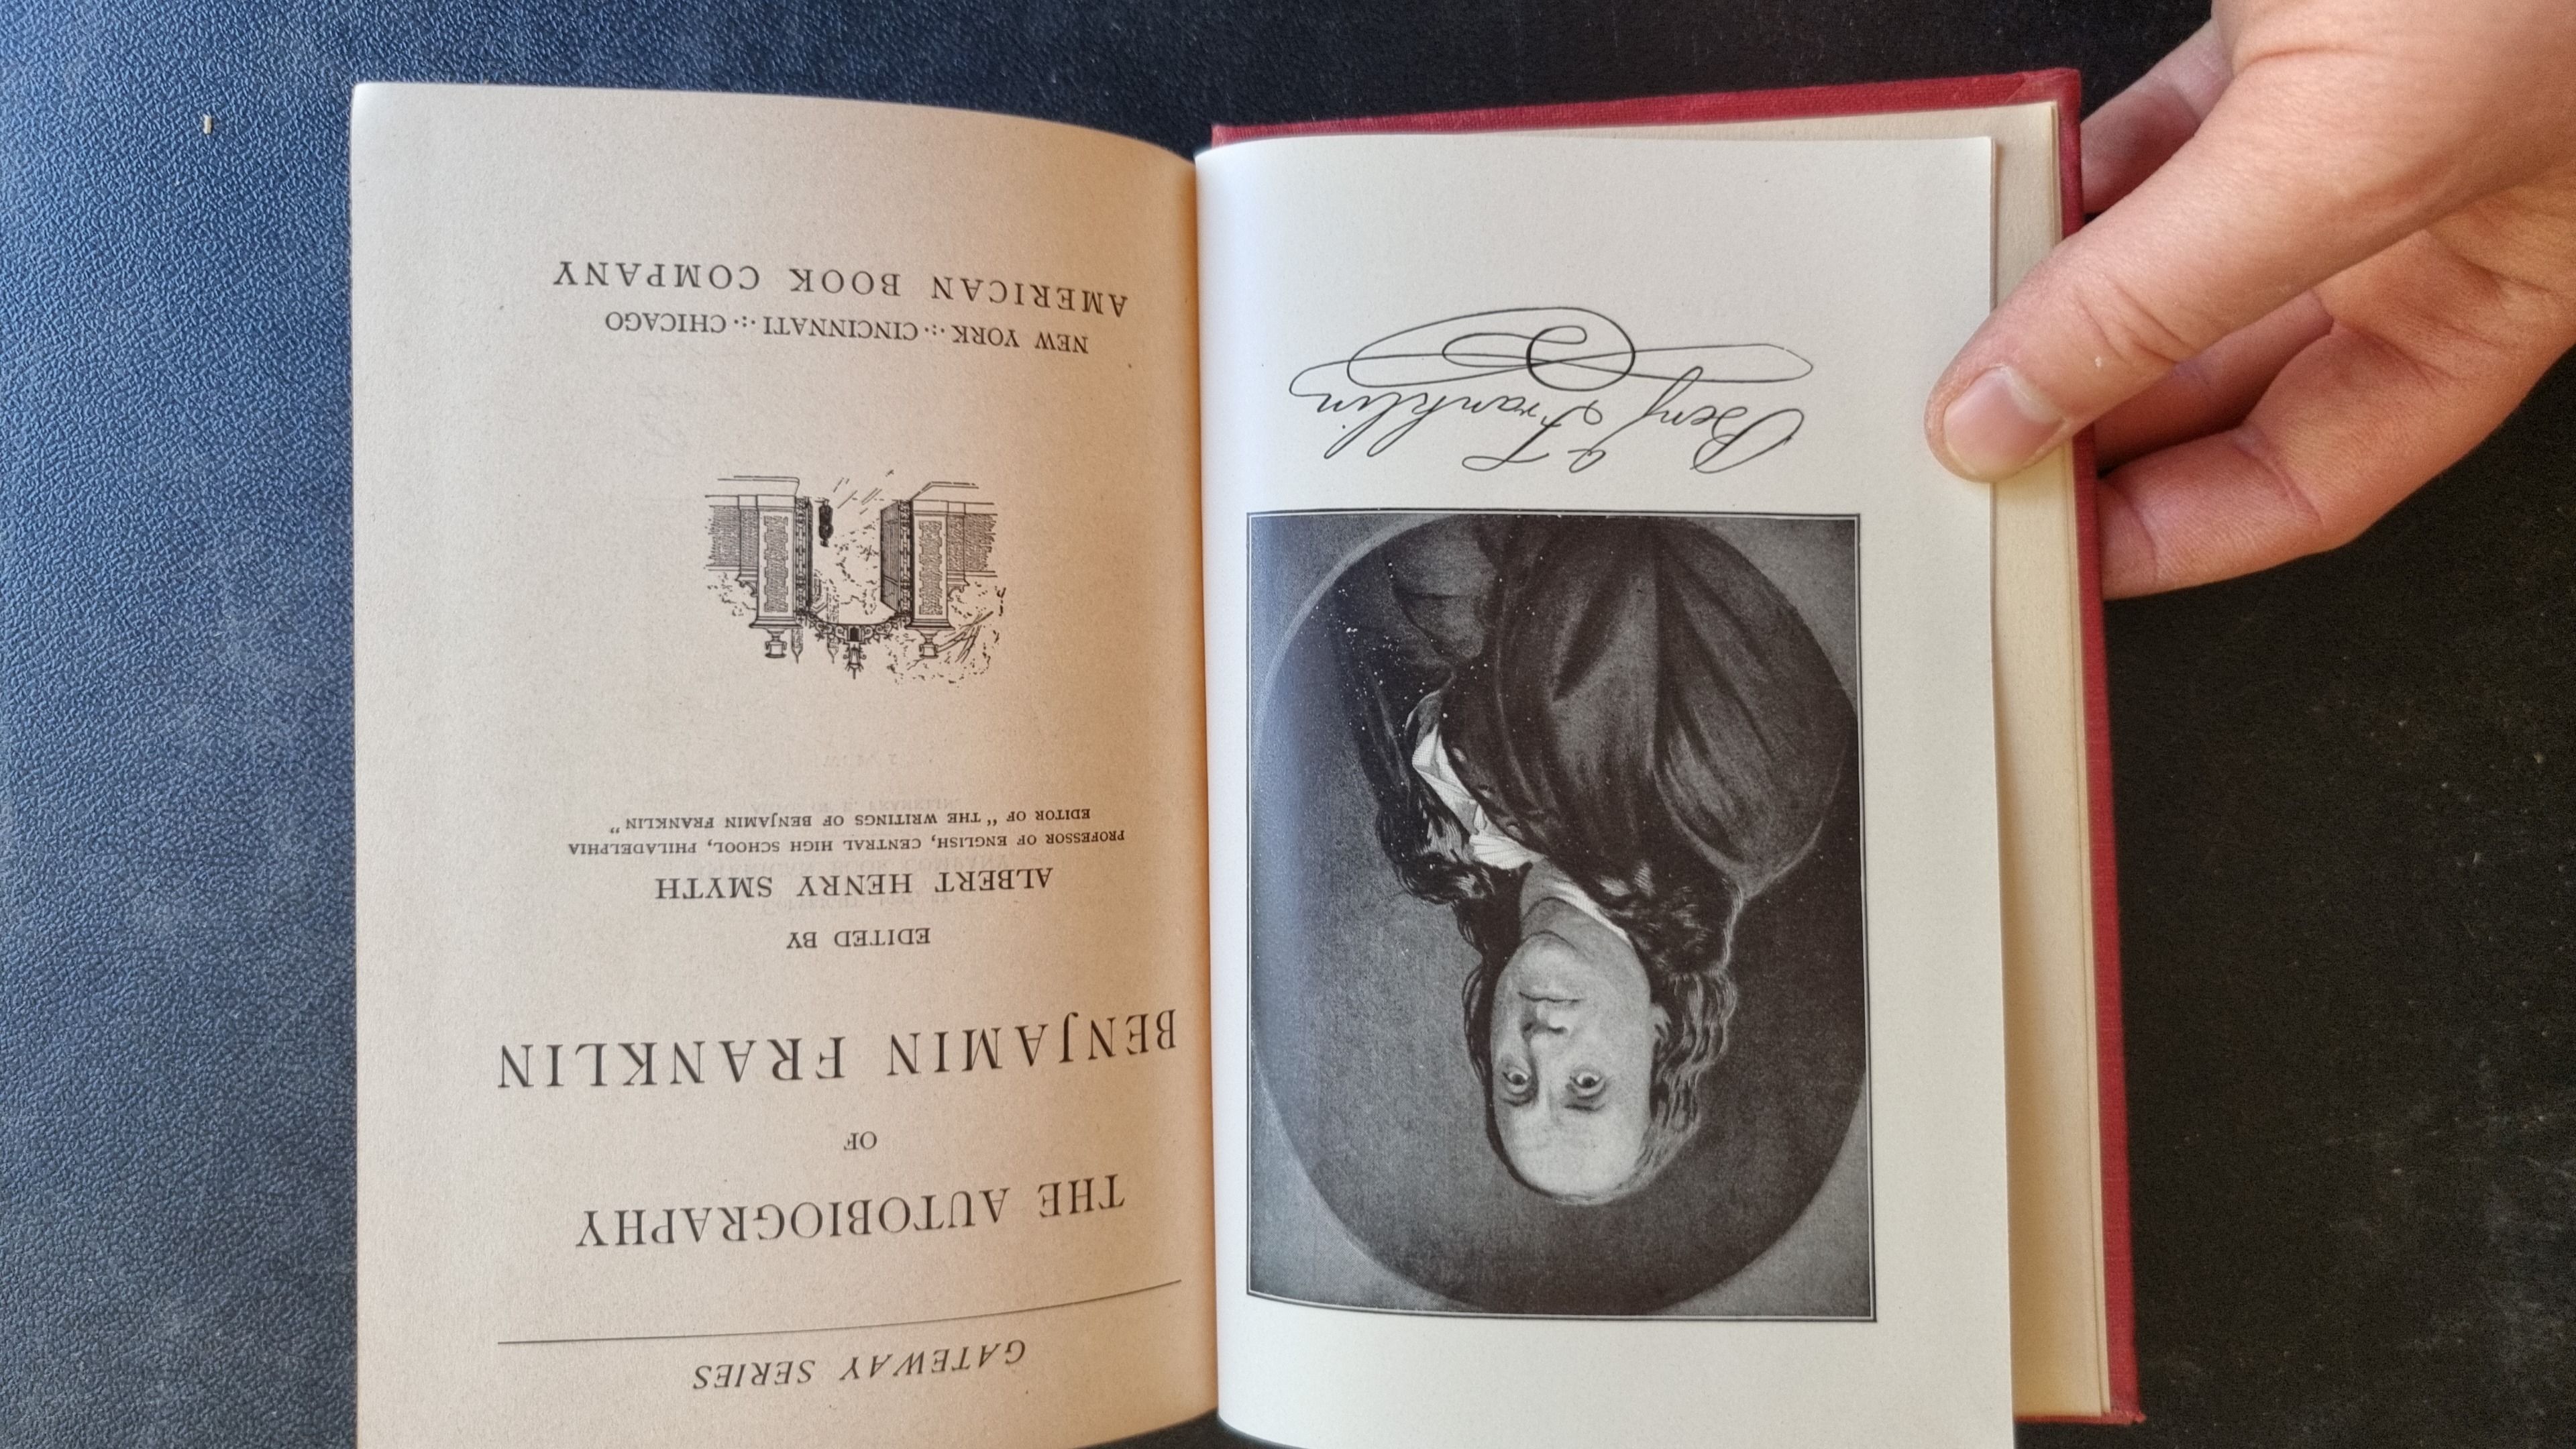 Benj Franklin
GATEWAY SERIES
THE AUTOBIOGRAPHY
OF
BENJAMIN FRANKLIN
EDITED BY
ALBERT HENRY SMYTH
PROFESSOR OF ENGLISH, CENTRAL HIGH SCHOOL, PHILADELPHIA
EDITOR OF "THE WRITINGS OF BENJAMIN FRANKLIN"
NEW YORK ·:· CINCINNATI ·:· CHICAGO
AMERICAN BOOK COMPANY